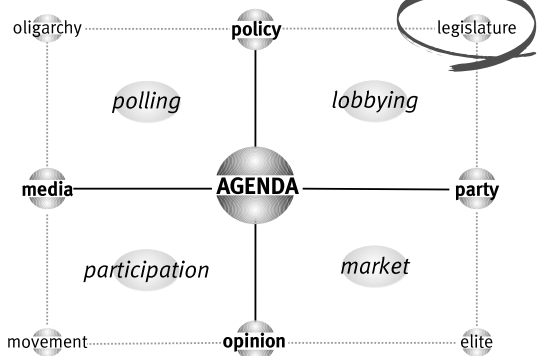 oligarchy
policy
legislature
polling
lobbying
media
AGENDA
party
participation
market
movement
opinion
elite